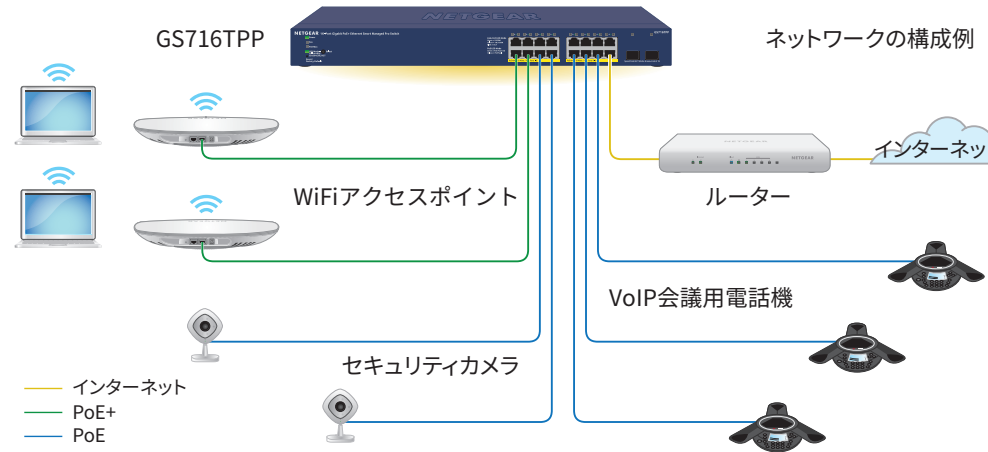 NETGEAR
GS716TPP
NETGEAR
ネットワークの構成例
インターネッ
NETGEAR
WiFiアクセスポイント
ルーター
VoIP会議用電話機
セキュリティカメラ
インターネット
PoE+
PoE